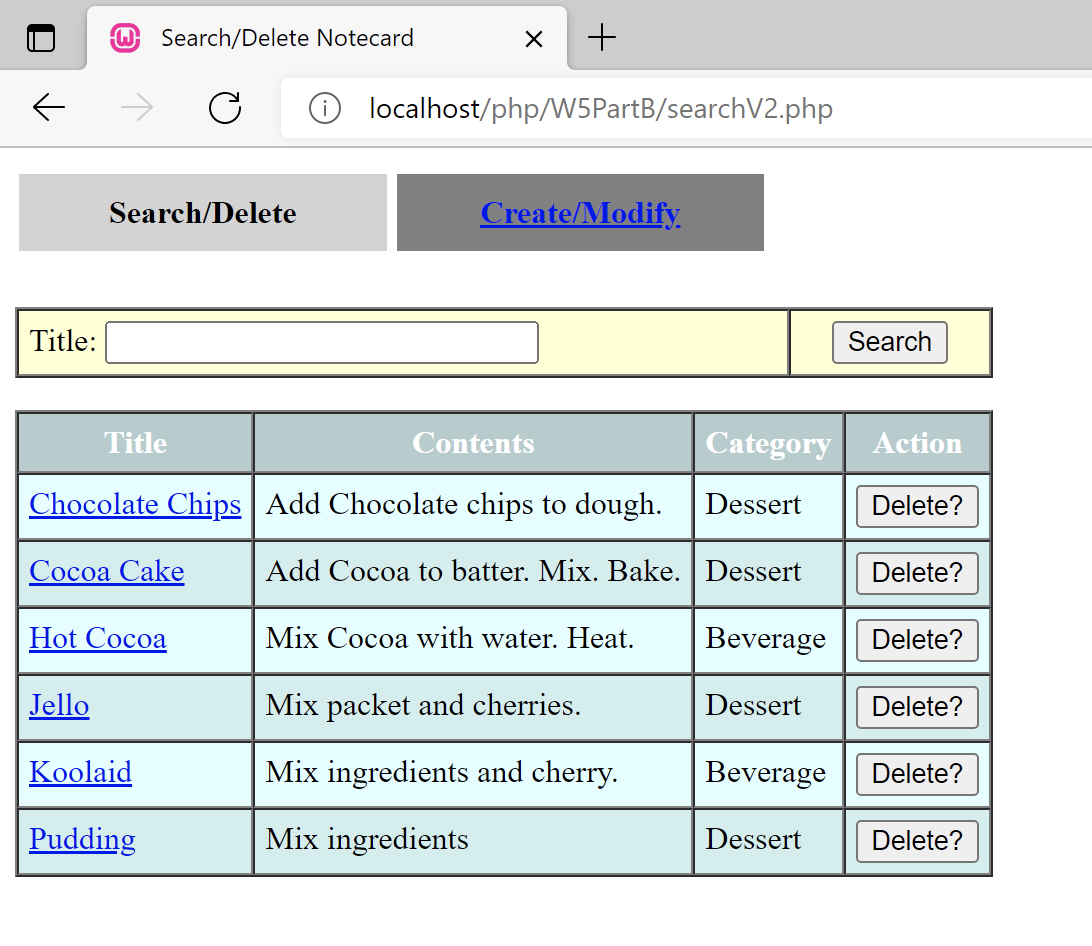 Search/Delete Notecard
localhost/php/W5PartB/searchV2.php
Search/Delete Create/Modify
Title: Search
Title Contents Category Action
Chocolate Chips Add Chocolate chips to dough. Dessert Delete?
Cocoa Cake Add Cocoa to batter. Mix. Bake. Dessert Delete?
Hot Cocoa Mix Cocoa with water. Heat. Beverage Delete?
Jello Mix packet and cherries. Dessert Delete?
Koolaid Mix ingredients and cherry. Beverage Delete?
Pudding Mix ingredients Dessert Delete?